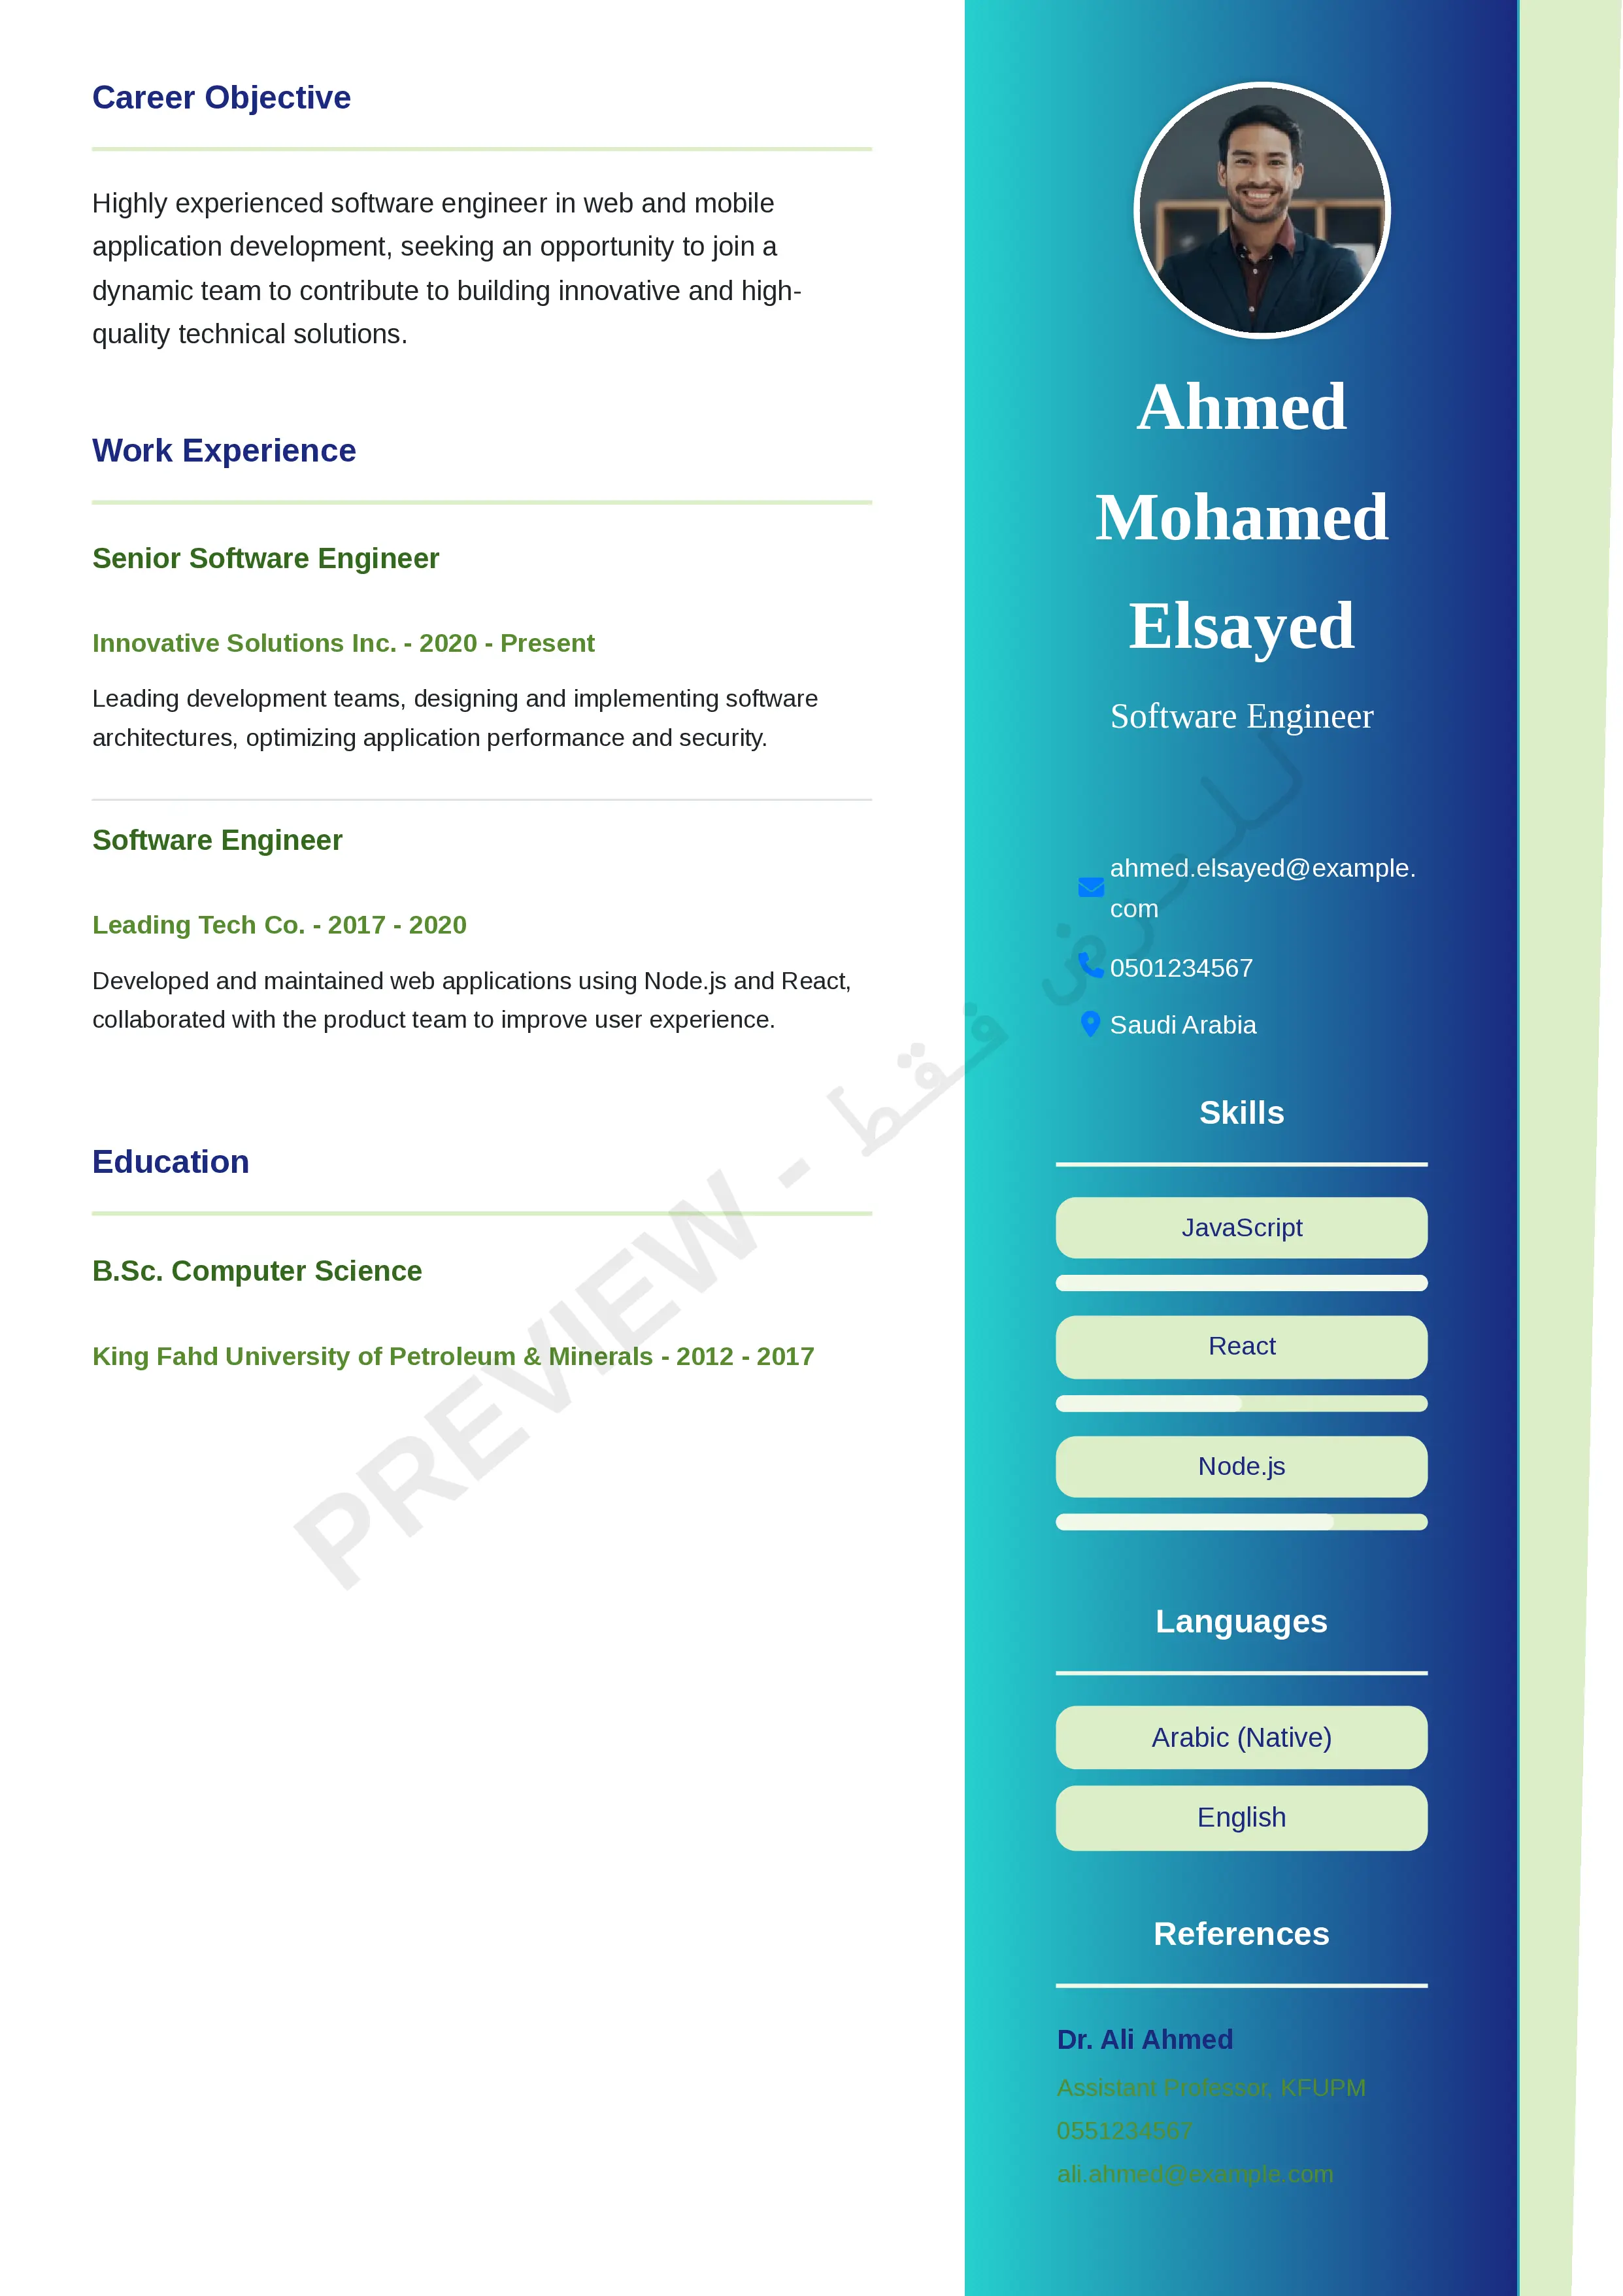 Career Objective
Highly experienced software engineer in web and mobile
application development, seeking an opportunity to join a
dynamic team to contribute to building innovative and high-
quality technical solutions.
Work Experience
Senior Software Engineer
Innovative Solutions Inc. - 2020 - Present
Leading development teams, designing and implementing software
architectures, optimizing application performance and security.
Software Engineer
Leading Tech Co. - 2017 - 2020
Developed and maintained web applications using Node.js and React,
collaborated with the product team to improve user experience.
Education
B.Sc. Computer Science
King Fahd University of Petroleum & Minerals - 2012 - 2017
Ahmed
Mohamed
Elsayed
Software Engineer
ahmed.elsayed@example.
com
0501234567
Saudi Arabia
Skills
JavaScript
React
Node.js
Languages
Arabic (Native)
English
References
Dr. Ali Ahmed
Assistant Professor, KFUPM
0551234567
ali.ahmed@example.com
PREVIEW - للعرض فقط